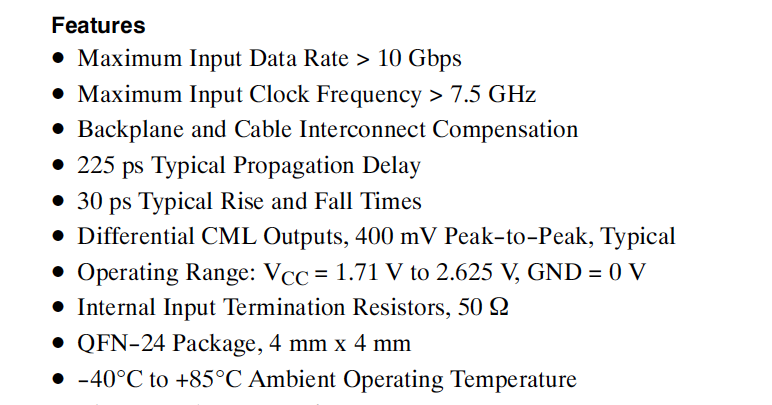 Features
● Maximum Input Data Rate > 10 Gbps
● Maximum Input Clock Frequency > 7.5 GHz
● Backplane and Cable Interconnect Compensation
● 225 ps Typical Propagation Delay
● 30 ps Typical Rise and Fall Times
● Differential CML Outputs, 400 mV Peak−to−Peak, Typical
● Operating Range: VCC = 1.71 V to 2.625 V, GND = 0 V
● Internal Input Termination Resistors, 50 Ω
● QFN−24 Package, 4 mm x 4 mm
● −40°C to +85°C Ambient Operating Temperature